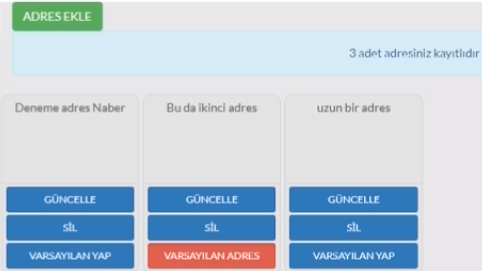 ADRES EKLE
3 adet adresiniz kayıtlıdır
Deneme adres Naber
GÜNCELLE
SİL
VARSAYILAN YAP
Bu da ikinci adres
GÜNCELLE
SİL
VARSAYILAN ADRES
uzun bir adres
GÜNCELLE
SİL
VARSAYILAN YAP